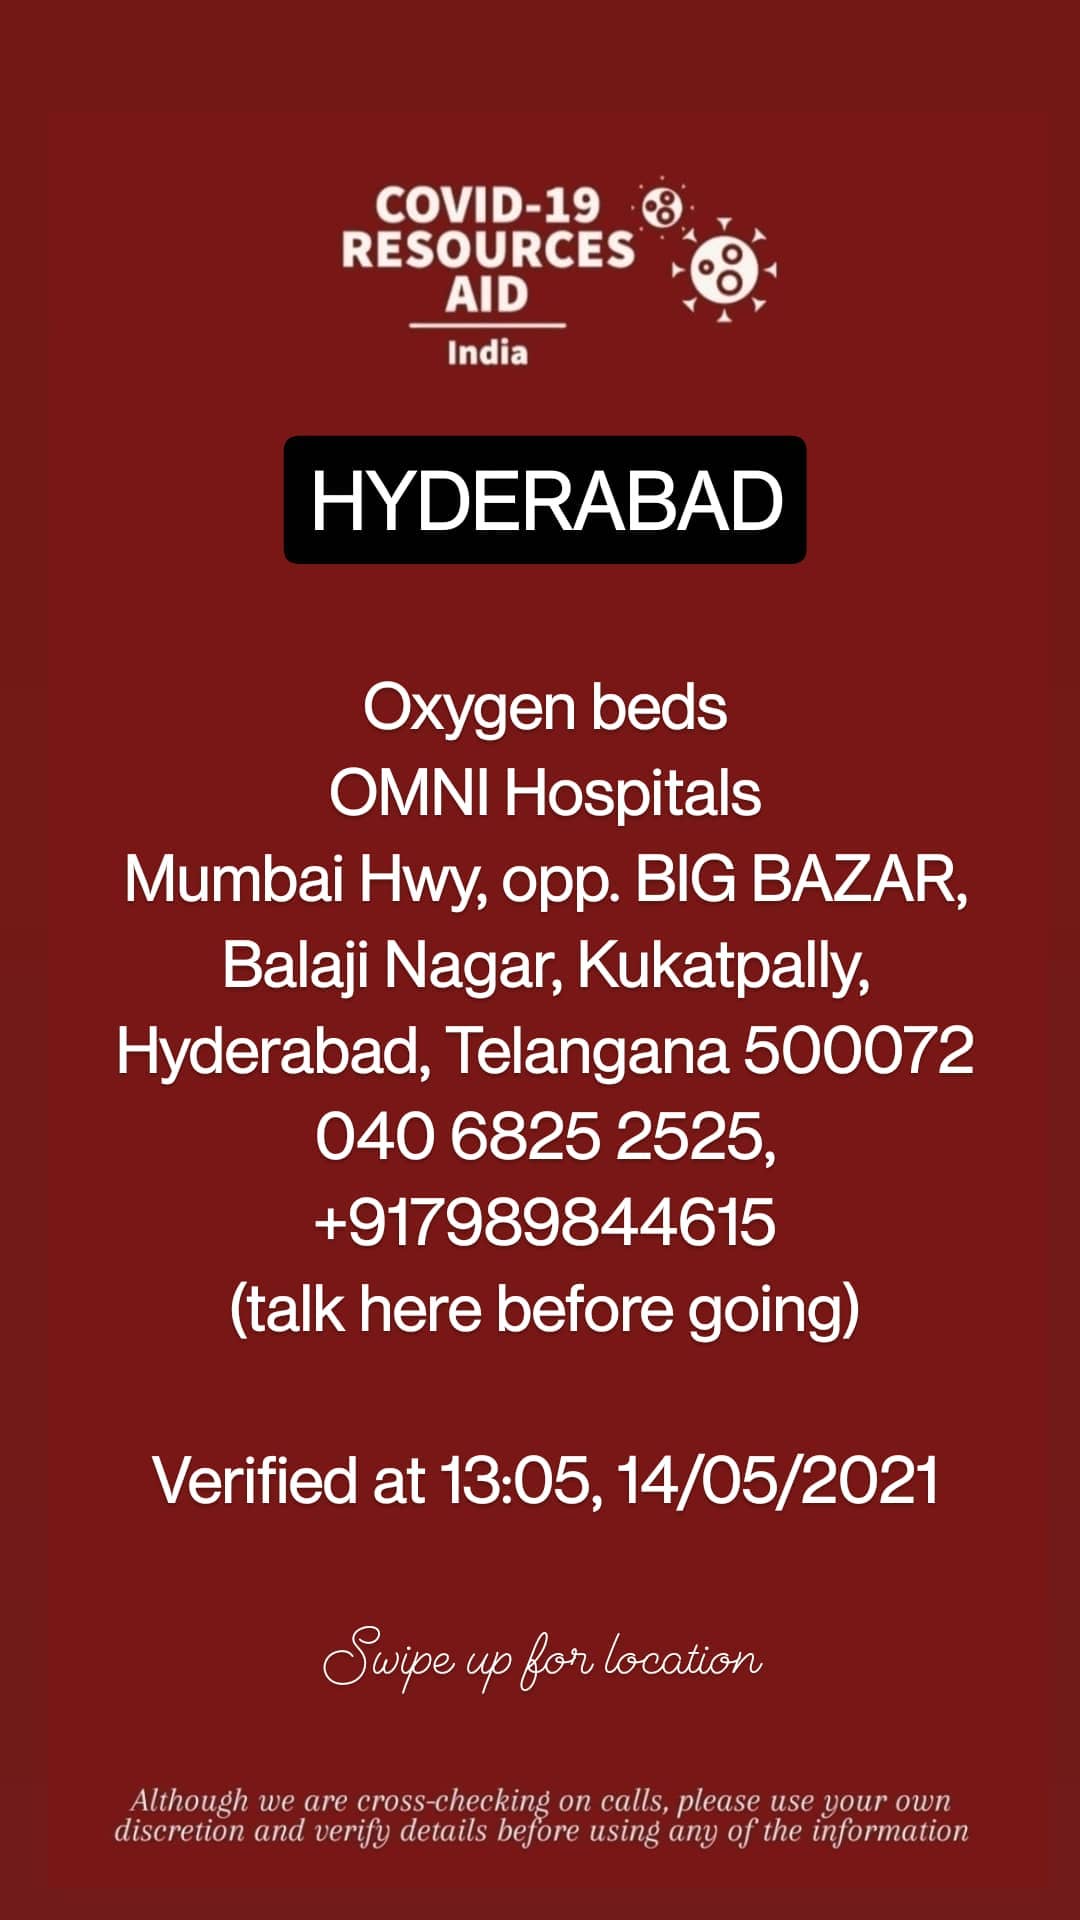 COVID-19
RESOURCES
AID
India
HYDERABAD
Oxygen beds
OMNI Hospitals
Mumbai Hwy, opp. BIG BAZAR,
Balaji Nagar, Kukatpally,
Hyderabad, Telangana 500072
040 6825 2525,
+917989844615
(talk here before going)
Verified at 13:05, 14/05/2021
Swipe up for location
Although we are cross-checking on calls, please use your own
discretion and verify details before using any of the information